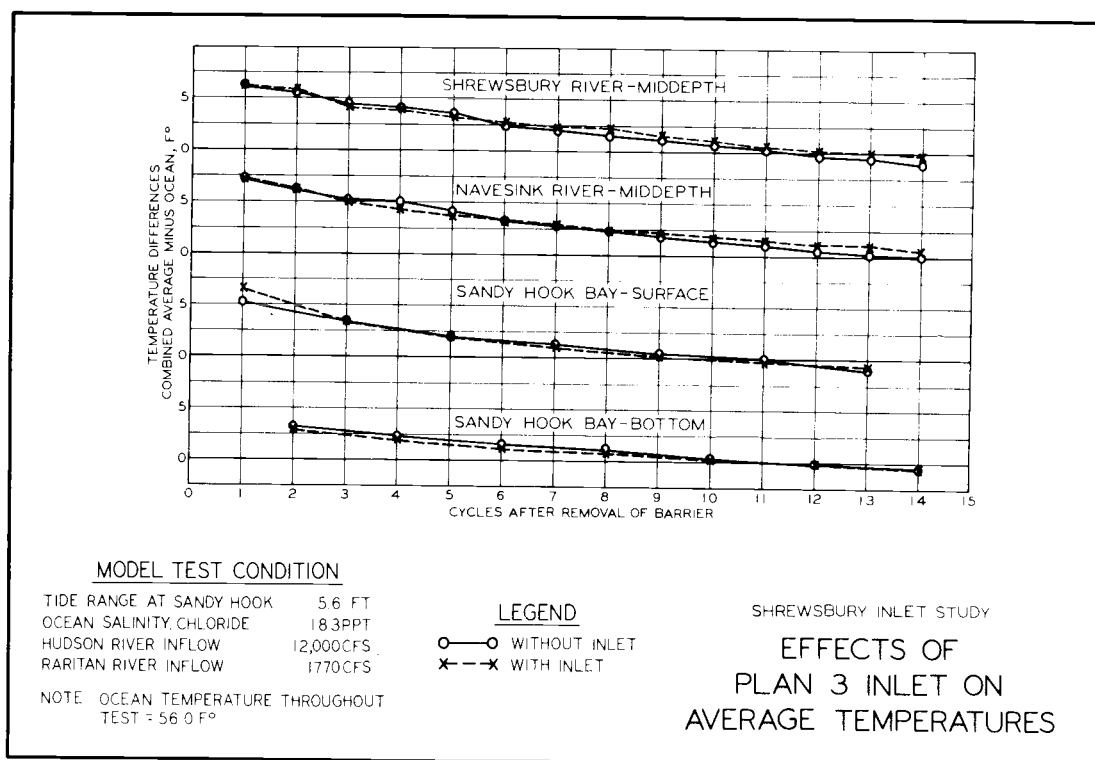 TEMPERATURE DIFFERENCES
COMBINED AVERAGE MINUS OCEAN, F°
5
0
5
0
5
0
5
0
SHREWSBURY RIVER-MIDDEPTH
NAVESINK RIVER-MIDDEPTH
SANDY HOOK BAY-SURFACE
SANDY HOOK BAY-BOTTOM
0 1 2 3 4 5 6 7 8 9 10 11 12 13 14 15
CYCLES AFTER REMOVAL OF BARRIER
MODEL TEST CONDITION
TIDE RANGE AT SANDY HOOK 5.6 FT
OCEAN SALINITY, CHLORIDE 18.3 PPT
HUDSON RIVER INFLOW 12,000 CFS
RARITAN RIVER INFLOW 1770 CFS
NOTE OCEAN TEMPERATURE THROUGHOUT
TEST = 56.0 F°
LEGEND
WITHOUT INLET
WITH INLET
SHREWSBURY INLET STUDY
EFFECTS OF
PLAN 3 INLET ON
AVERAGE TEMPERATURES